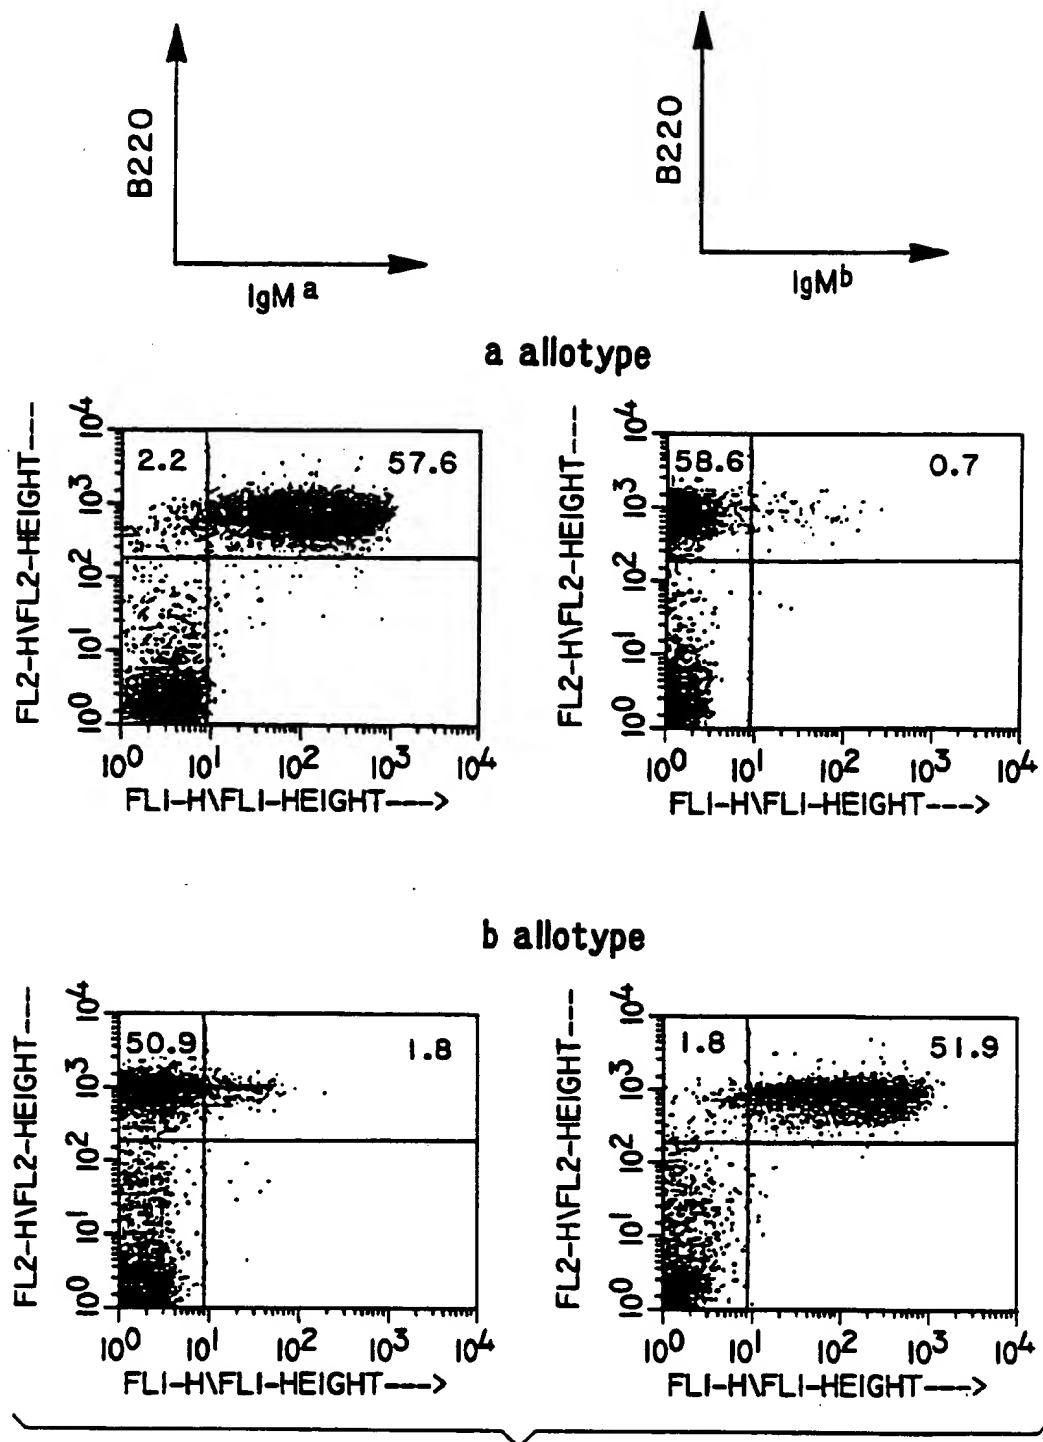 B220
IgM a
B220
IgMb
a allotype
FL2-H\FL2-HEIGHT---
10⁴
10³
10²
10¹
10⁰
2.2
57.6
10⁰ 10¹ 10² 10³ 10⁴
FL1-H\FL1-HEIGHT--->
FL2-H\FL2-HEIGHT---
10⁴
10³
10²
10¹
10⁰
58.6
0.7
10⁰ 10¹ 10² 10³ 10⁴
FL1-H\FL1-HEIGHT--->
b allotype
FL2-H\FL2-HEIGHT---
10⁴
10³
10²
10¹
10⁰
50.9
1.8
10⁰ 10¹ 10² 10³ 10⁴
FL1-H\FL1-HEIGHT--->
FL2-H\FL2-HEIGHT---
10⁴
10³
10²
10¹
10⁰
1.8
51.9
10⁰ 10¹ 10² 10³ 10⁴
FL1-H\FL1-HEIGHT--->